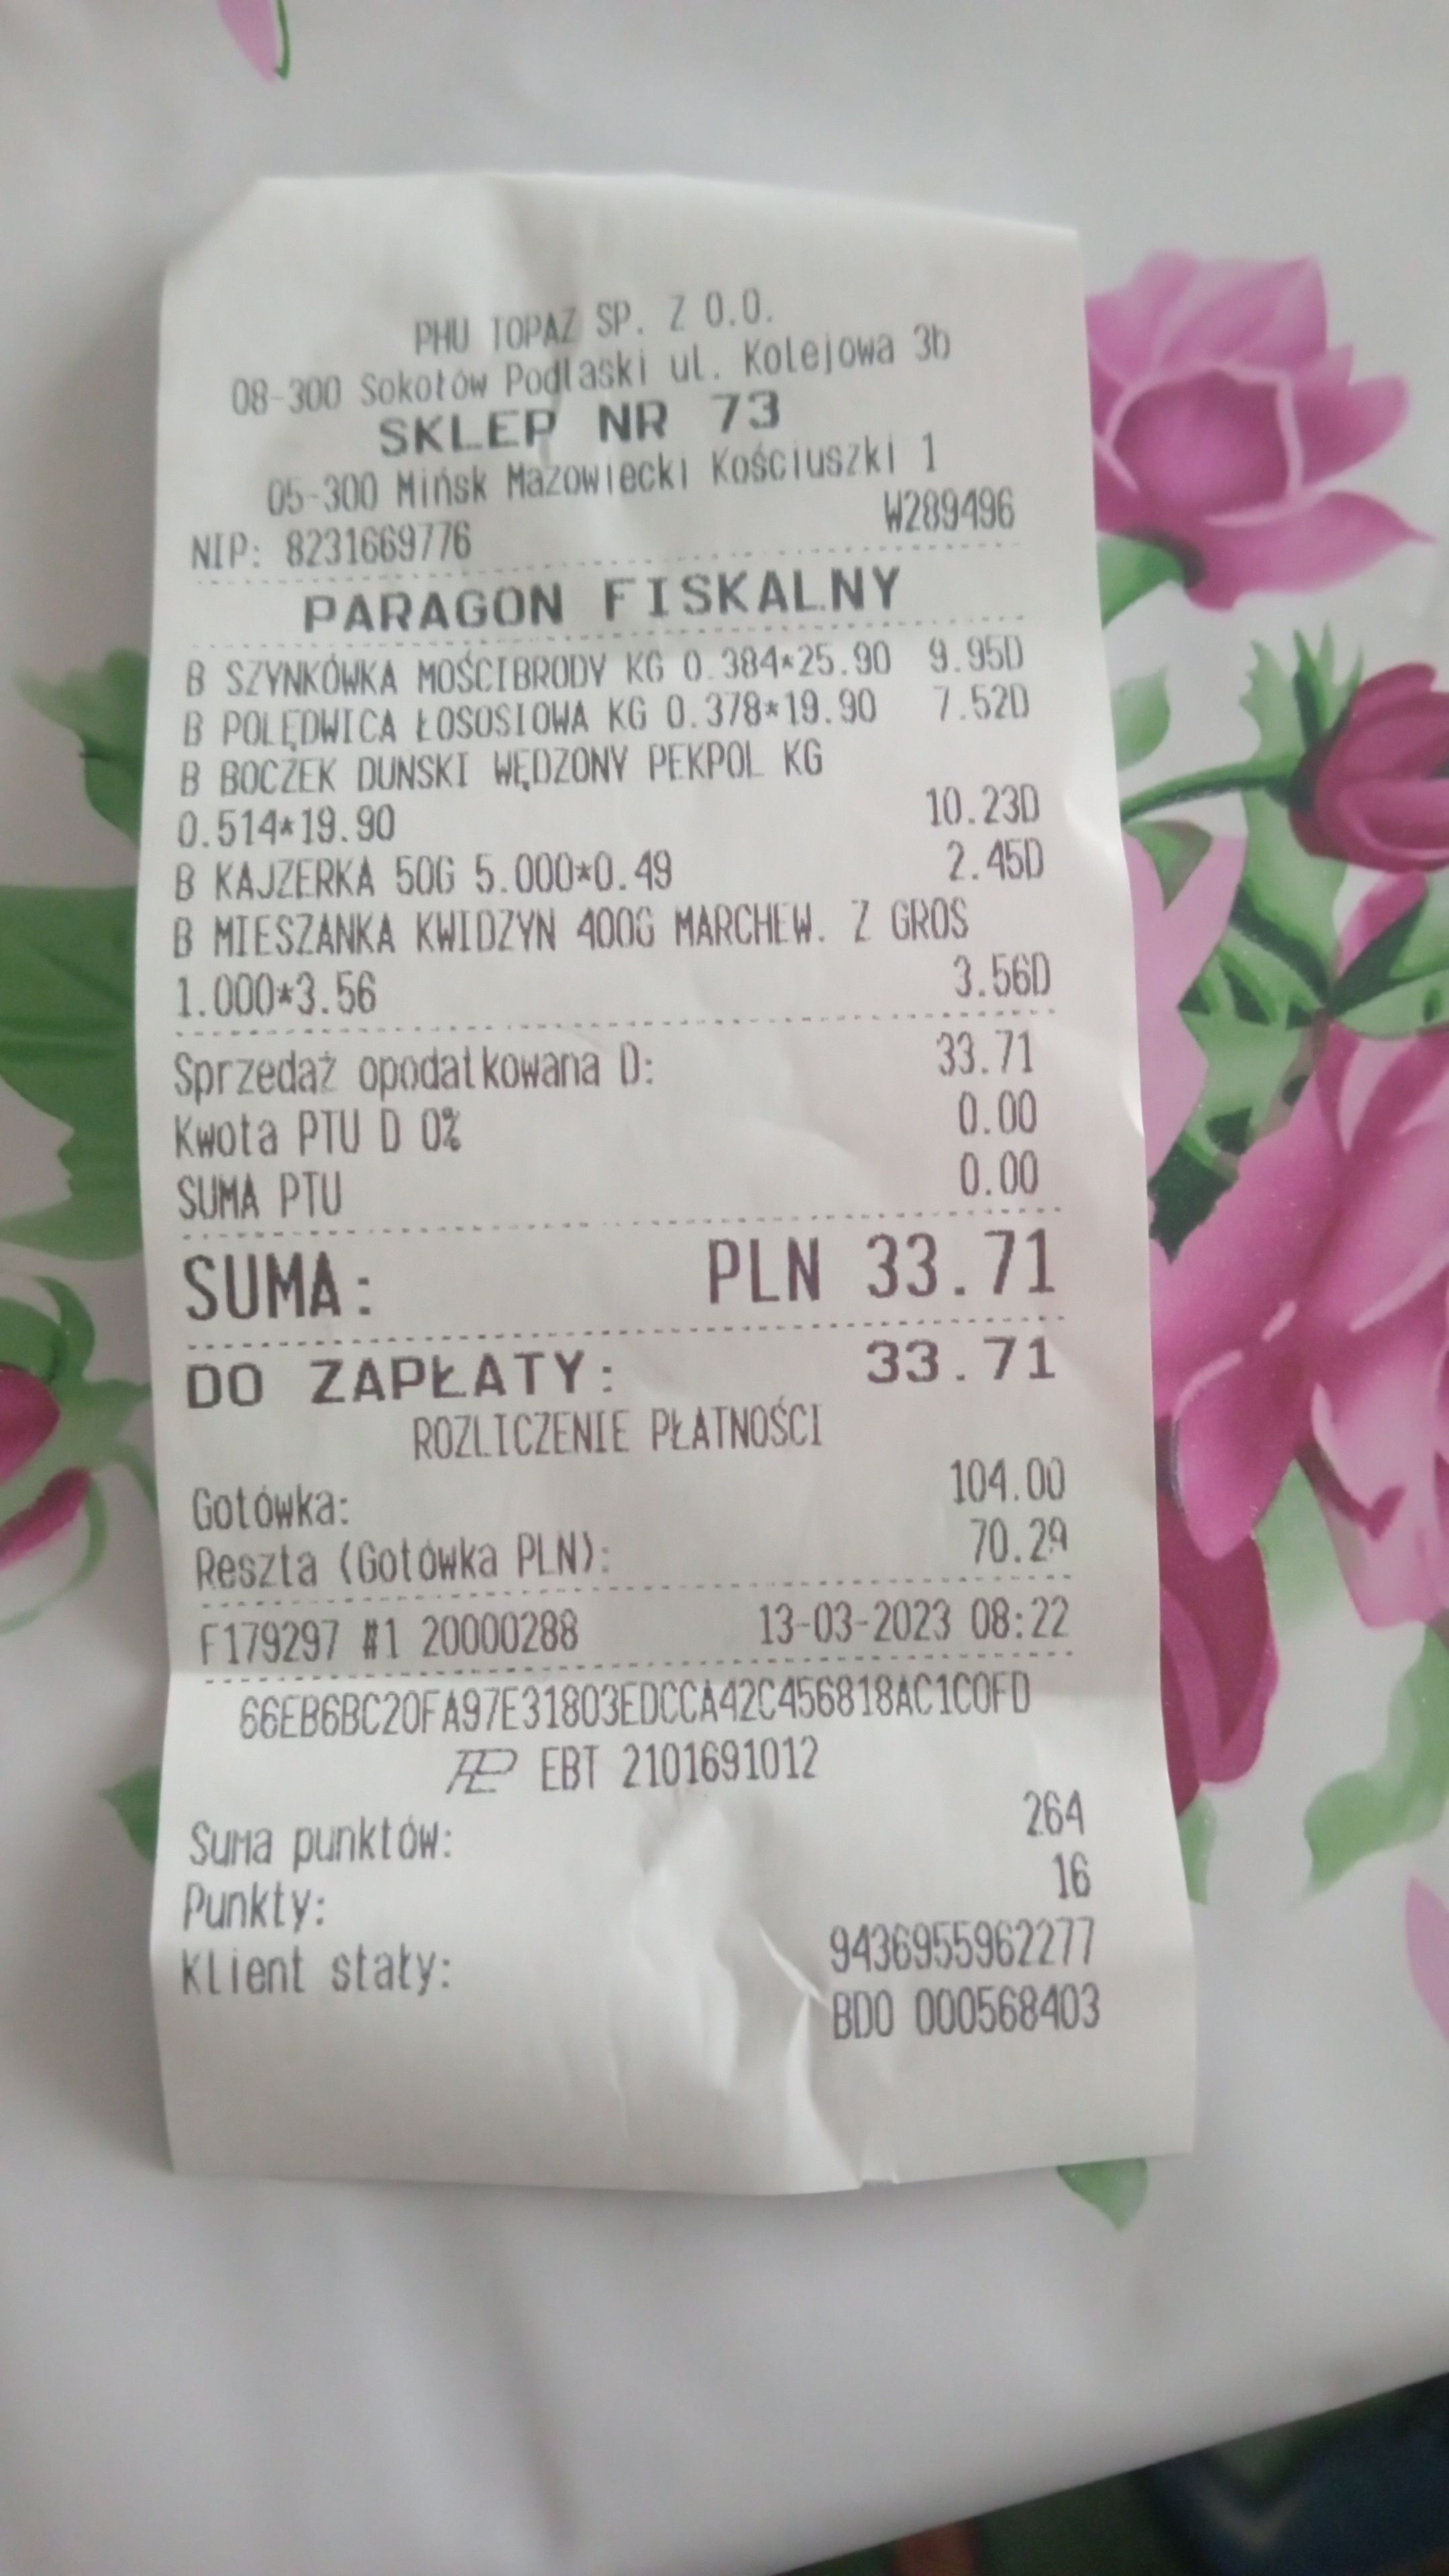 PHU TOPAZ SP. Z O.O.
08-300 Sokołów Podlaski ul. Kolejowa 3b
SKLEP NR 73
05-300 Mińsk Mazowiecki Kościuszki 1
NIP: 8231669776 W289496
PARAGON FISKALNY
B SZYNKÓWKA MOŚCIBRODY KG 0.384*25.90 9.95D
B POLĘDWICA ŁOSOSIOWA KG 0.378*19.90 7.52D
B BOCZEK DUNSKI WĘDZONY PEKPOL KG
0.514*19.90 10.23D
B KAJZERKA 50G 5.000*0.49 2.45D
B MIESZANKA KWIDZYN 400G MARCHEW. Z GROS
1.000*3.56 3.56D
Sprzedaż opodatkowana D: 33.71
Kwota PTU D 0% 0.00
SUMA PTU 0.00
SUMA: PLN 33.71
DO ZAPŁATY: 33.71
ROZLICZENIE PŁATNOŚCI
Gotówka: 104.00
Reszta (Gotówka PLN): 70.29
F179297 #1 20000288 13-03-2023 08:22
66EB6BC20FA97E31803EDCCA42C456818AC1C0FD
EBT 2101691012
Suma punktów: 264
Punkty: 16
Klient stały: 9436955962277
BDO 000568403